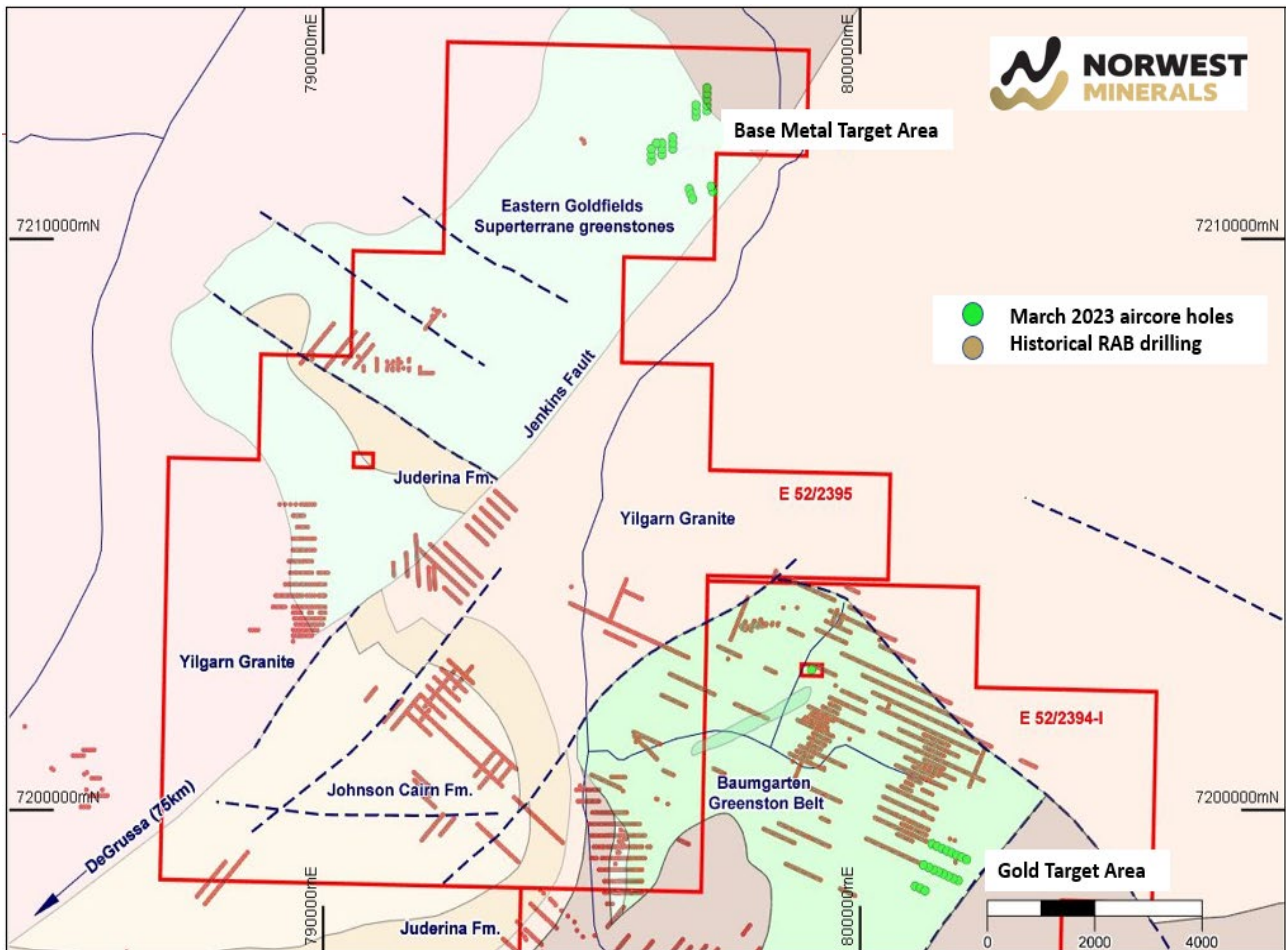 790000mE
800000mE
NORWEST
MINERALS
Base Metal Target Area
Eastern Goldfields
Superterrane greenstones
7210000mN
7210000mN
March 2023 aircore holes
Historical RAB drilling
Jenkins Fault
Juderina Fm.
E 52/2395
Yilgarn Granite
Yilgarn Granite
E 52/2394-I
Baumgarten
Greenston Belt
Johnson Cairn Fm.
7200000mN
7200000mN
DeGrussa (75km)
Gold Target Area
790000mE
800000mE
Juderina Fm.
0
2000
4000